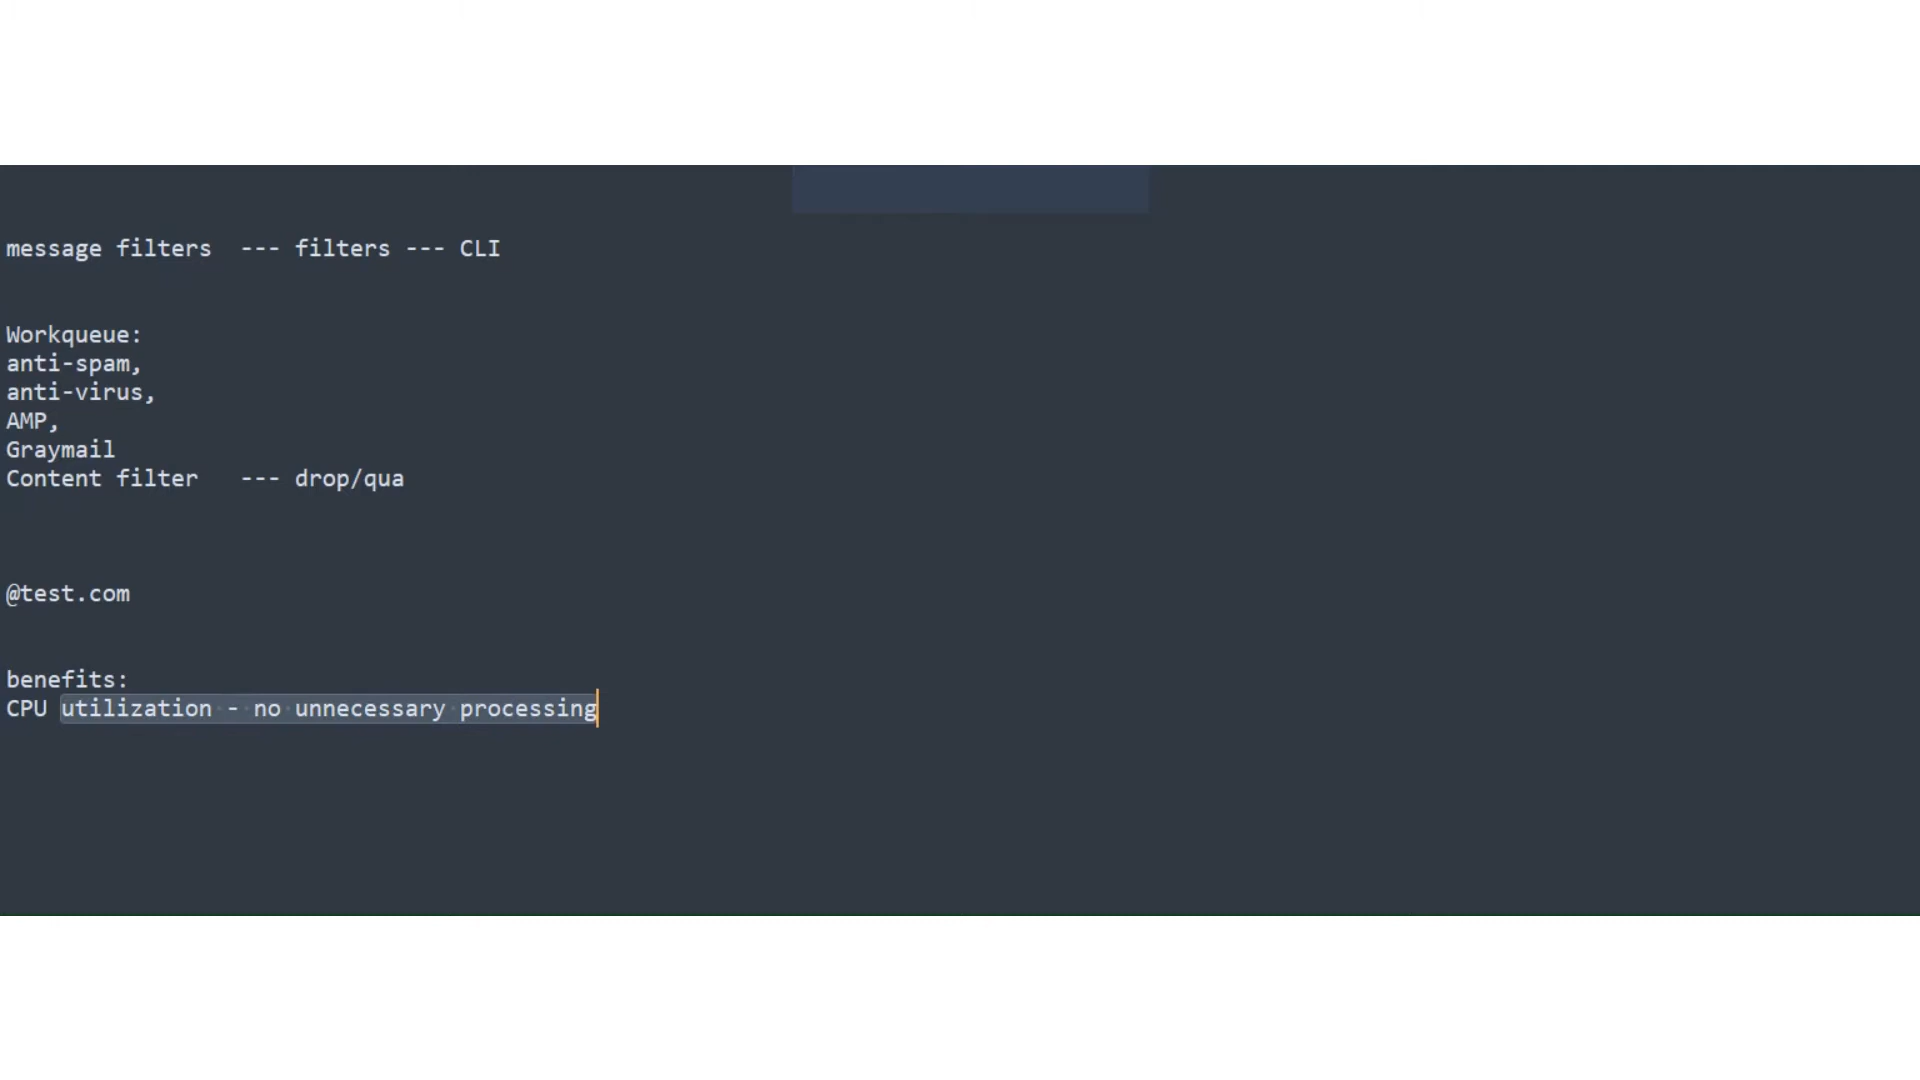 message filters  --- filters --- CLI
Workqueue:
anti-spam,
anti-virus,
AMP,
Graymail
Content filter   --- drop/qua
@test.com
benefits:
CPU utilization - no unnecessary processing